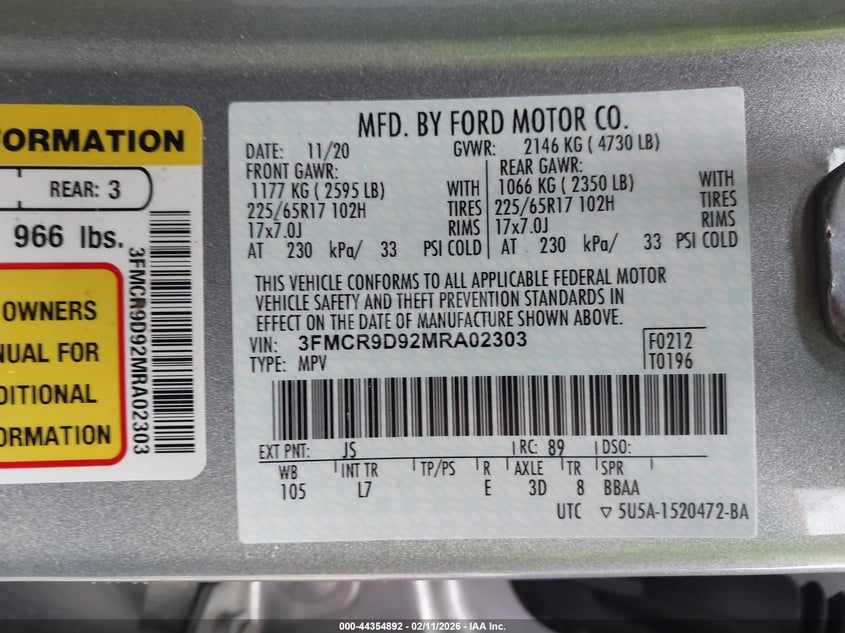 FORMATION
REAR: 3
966 lbs.
OWNERS
NUAL FOR
DITIONAL
ORMATION
3FMCR9D92MRA02303
MFD. BY FORD MOTOR CO.
DATE: 11/20 GVWR: 2146 KG ( 4730 LB)
FRONT GAWR: REAR GAWR:
1177 KG ( 2595 LB) WITH 1066 KG ( 2350 LB) WITH
225/65R17 102H TIRES 225/65R17 102H TIRES
17x7.0J RIMS 17x7.0J RIMS
AT 230 kPa/ 33 PSI COLD AT 230 kPa/ 33 PSI COLD
THIS VEHICLE CONFORMS TO ALL APPLICABLE FEDERAL MOTOR
VEHICLE SAFETY AND THEFT PREVENTION STANDARDS IN
EFFECT ON THE DATE OF MANUFACTURE SHOWN ABOVE.
VIN: 3FMCR9D92MRA02303 F0212
TYPE: MPV T0196
EXT PNT: JS RC: 89 DSO:
WB INT TR TP/PS R AXLE TR SPR
105 L7 E 3D 8 BBAA
UTC ▽ 5U5A-1520472-BA
000-44354892 - 02/11/2026 - IAA Inc.